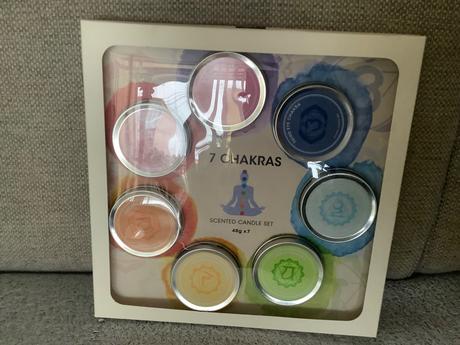 7 CHAKRAS
SCENTED CANDLE SET
48g x 7